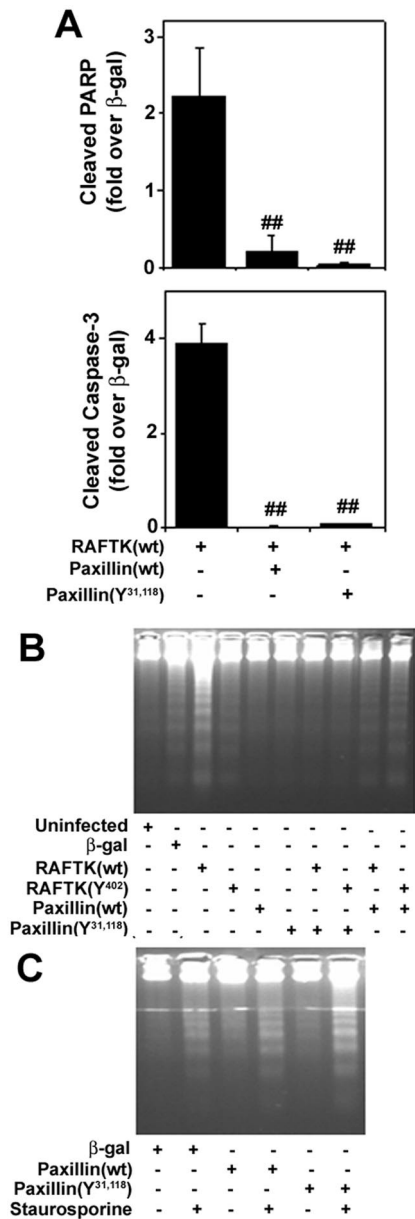 A
Cleaved PARP
(fold over β-gal)
3
2
1
0
##
##
Cleaved Caspase-3
(fold over β-gal)
4
2
0
##
##
RAFTK(wt) + + +
Paxillin(wt) - + -
Paxillin(Y31,118) - - +
B
Uninfected + - - - - - - - - -
β-gal - + - - - - - - - -
RAFTK(wt) - - + - - - + - + -
RAFTK(Y402) - - - + - - - + - +
Paxillin(wt) - - - - + - - - + +
Paxillin(Y31,118) - - - - - + + + - -
C
β-gal + + - - - -
Paxillin(wt) - - + + - -
Paxillin(Y31,118) - - - - + +
Staurosporine - + - + - +